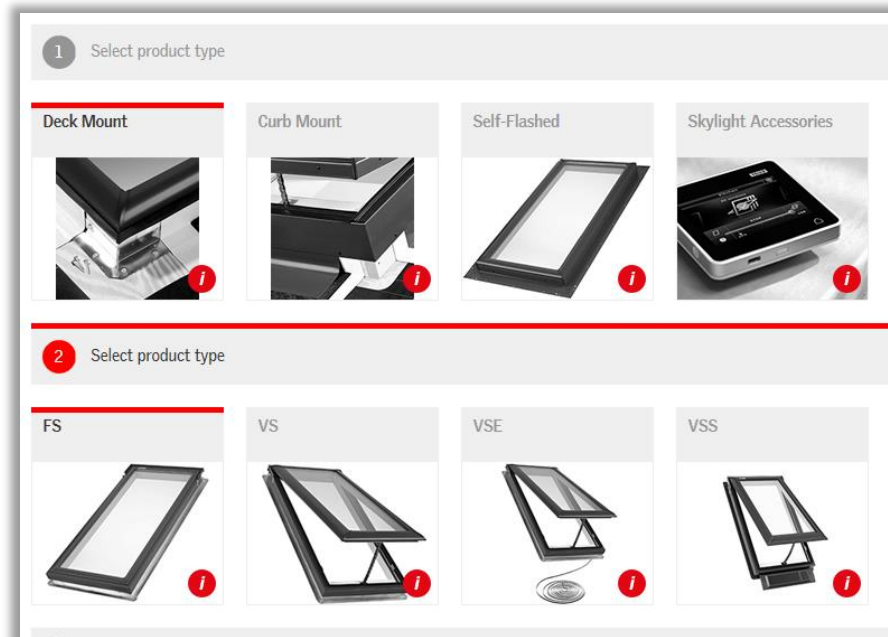 1 Select product type
Deck Mount
Curb Mount
Self-Flashed
Skylight Accessories
i
i
i
i
2 Select product type
FS
VS
VSE
VSS
i
i
i
i